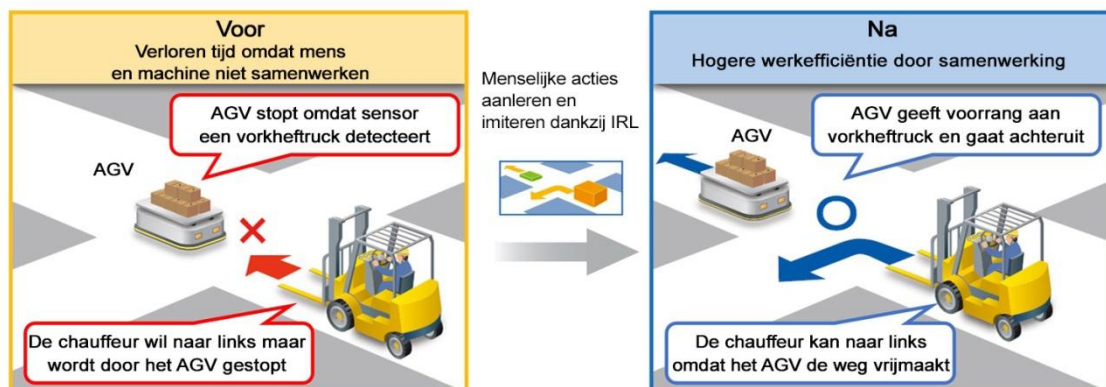 Voor
Verloren tijd omdat mens
en machine niet samenwerken
AGV stopt omdat sensor
een vorkheftruck detecteert
AGV
De chauffeur wil naar links maar
wordt door het AGV gestopt
Menselijke acties
aanleren en
imiteren dankzij IRL
Na
Hogere werkefficiëntie door samenwerking
AGV geeft voorrang aan
vorkheftruck en gaat achteruit
AGV
De chauffeur kan naar links
omdat het AGV de weg vrijmaakt